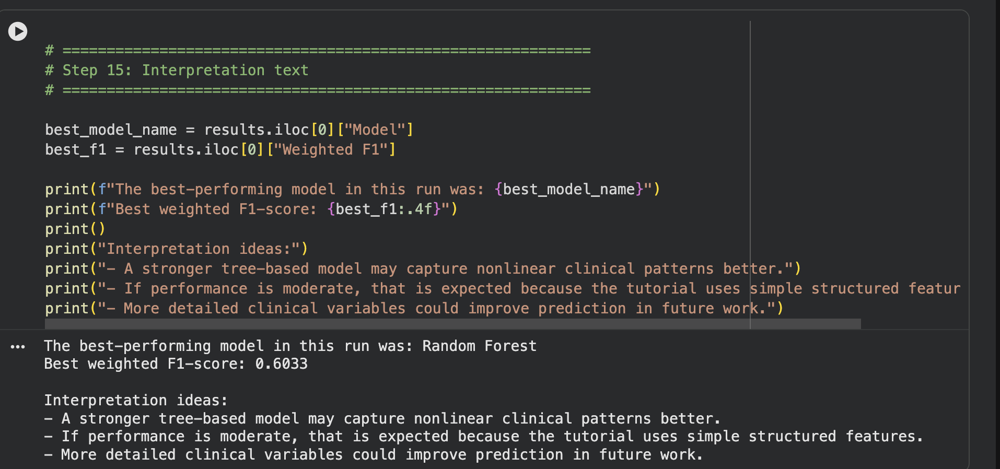 # ============================================================
# Step 15: Interpretation text
# ============================================================
best_model_name = results.iloc[0]["Model"]
best_f1 = results.iloc[0]["Weighted F1"]
print(f"The best-performing model in this run was: {best_model_name}")
print(f"Best weighted F1-score: {best_f1:.4f}")
print()
print("Interpretation ideas:")
print("- A stronger tree-based model may capture nonlinear clinical patterns better.")
print("- If performance is moderate, that is expected because the tutorial uses simple structured featur
print("- More detailed clinical variables could improve prediction in future work.")
The best-performing model in this run was: Random Forest
Best weighted F1-score: 0.6033
Interpretation ideas:
- A stronger tree-based model may capture nonlinear clinical patterns better.
- If performance is moderate, that is expected because the tutorial uses simple structured features.
- More detailed clinical variables could improve prediction in future work.